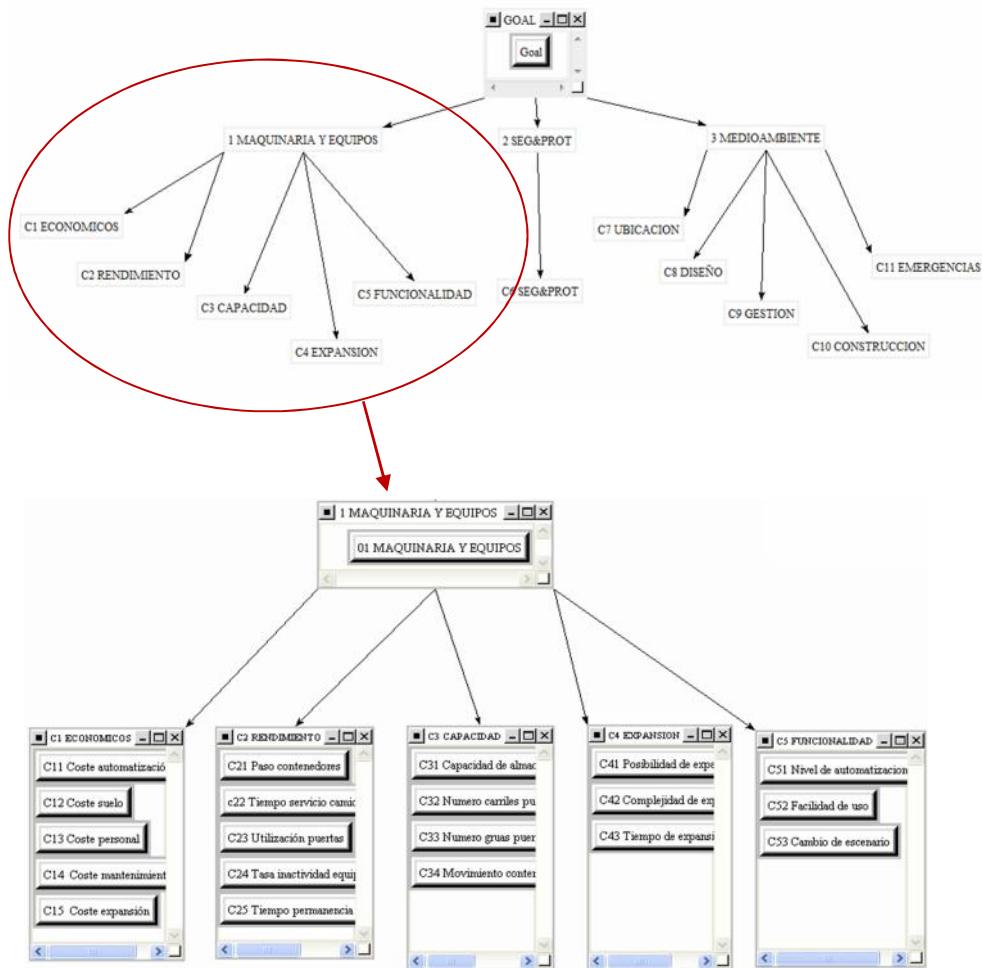 GOAL
Goal
1 MAQUINARIA Y EQUIPOS
2 SEG&PROT
3 MEDIOAMBIENTE
C1 ECONOMICOS
C2 RENDIMIENTO
C3 CAPACIDAD
C4 EXPANSION
C5 FUNCIONALIDAD
C6 SEG&PROT
C7 UBICACION
C8 DISEÑO
C9 GESTION
C10 CONSTRUCCION
C11 EMERGENCIAS
1 MAQUINARIA Y EQUIPOS
01 MAQUINARIA Y EQUIPOS
C1 ECONOMICOS
C11 Coste automatizació
C12 Coste suelo
C13 Coste personal
C14 Coste mantenimient
C15 Coste expansión
C2 RENDIMIENTO
C21 Paso contenedores
c22 Tiempo servicio camic
C23 Utilización puertas
C24 Tasa inactividad equip
C25 Tiempo permanencia
C3 CAPACIDAD
C31 Capacidad de almac
C32 Numero carriles pu
C33 Numero gruas puer
C34 Movimiento conter
C4 EXPANSION
C41 Posibilidad de expa
C42 Complejidad de exp
C43 Tiempo de expansi
C5 FUNCIONALIDAD
C51 Nivel de automatizacion
C52 Facilidad de uso
C53 Cambio de escenario